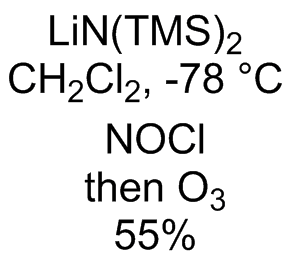 LiN(TMS)₂
CH₂Cl₂, -78 °C
NOCl
then O₃
55%